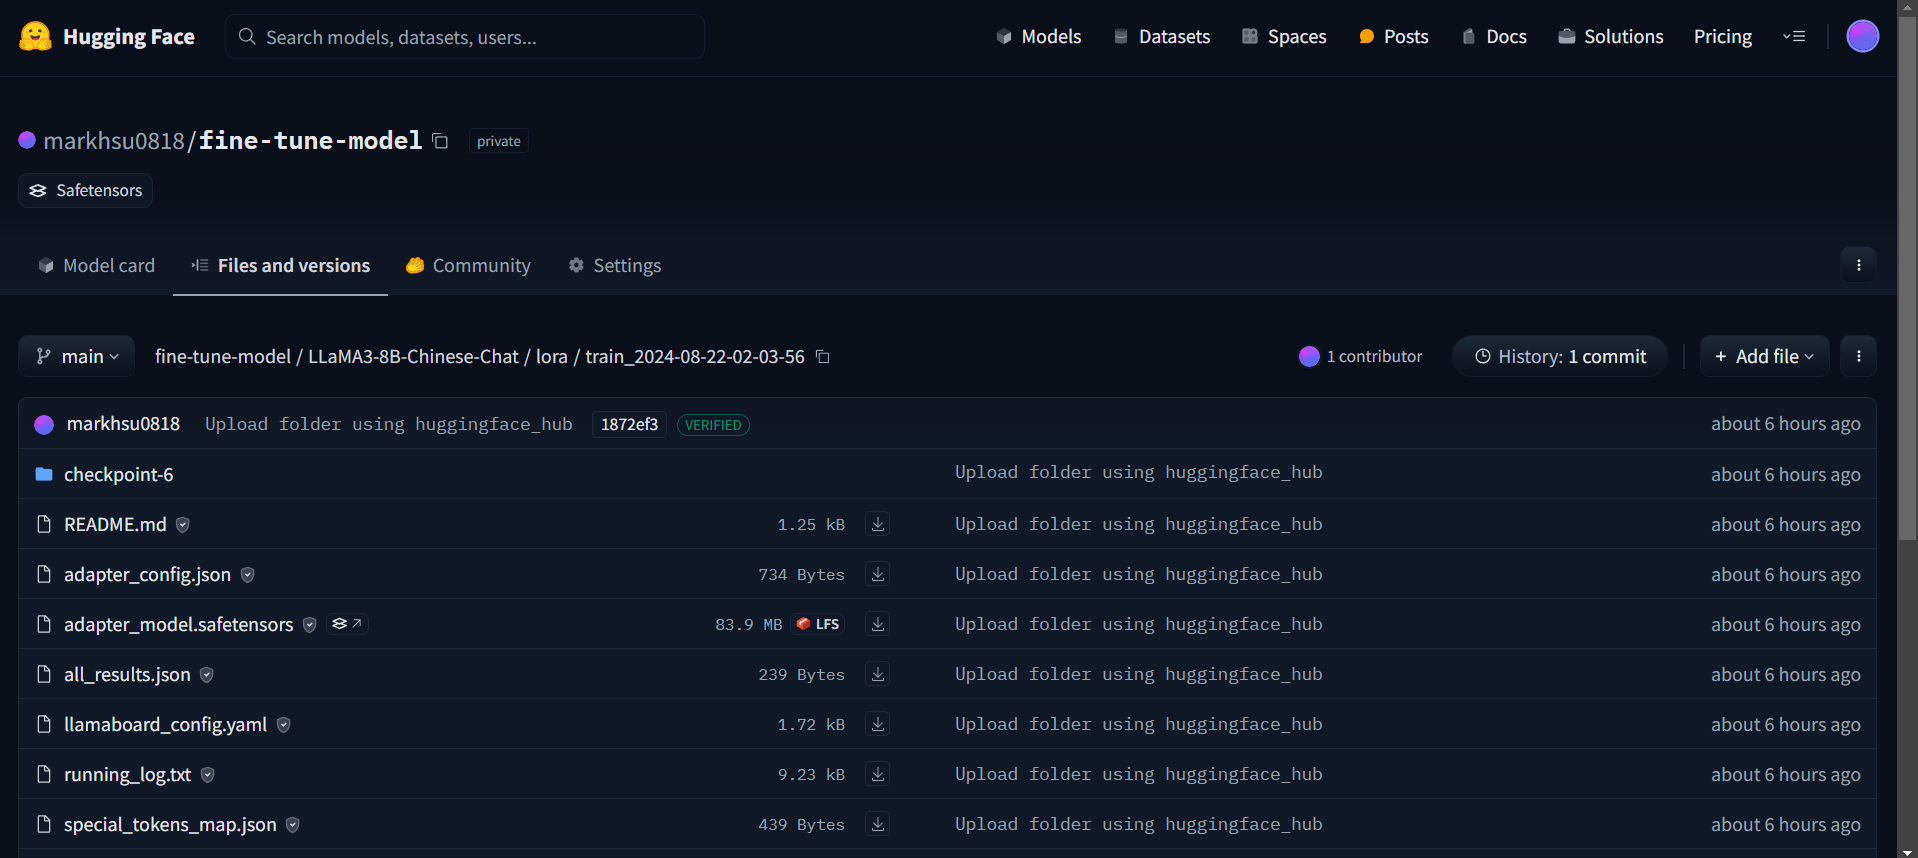 Hugging Face
Search models, datasets, users...
Models
Datasets
Spaces
Posts
Docs
Solutions
Pricing
markhsu0818/fine-tune-model
private
Safetensors
Model card
Files and versions
Community
Settings
main
fine-tune-model / LLaMA3-8B-Chinese-Chat / lora / train_2024-08-22-02-03-56
1 contributor
History: 1 commit
+ Add file
markhsu0818 Upload folder using huggingface_hub 1872ef3 VERIFIED about 6 hours ago
checkpoint-6 Upload folder using huggingface_hub about 6 hours ago
README.md 1.25 kB Upload folder using huggingface_hub about 6 hours ago
adapter_config.json 734 Bytes Upload folder using huggingface_hub about 6 hours ago
adapter_model.safetensors 83.9 MB LFS Upload folder using huggingface_hub about 6 hours ago
all_results.json 239 Bytes Upload folder using huggingface_hub about 6 hours ago
llamaboard_config.yaml 1.72 kB Upload folder using huggingface_hub about 6 hours ago
running_log.txt 9.23 kB Upload folder using huggingface_hub about 6 hours ago
special_tokens_map.json 439 Bytes Upload folder using huggingface_hub about 6 hours ago